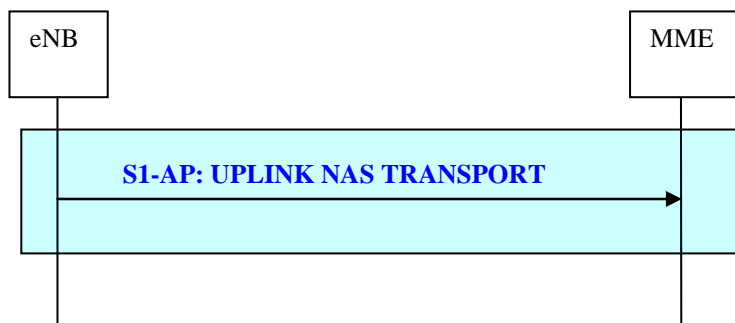 eNB
MME
S1-AP: UPLINK NAS TRANSPORT